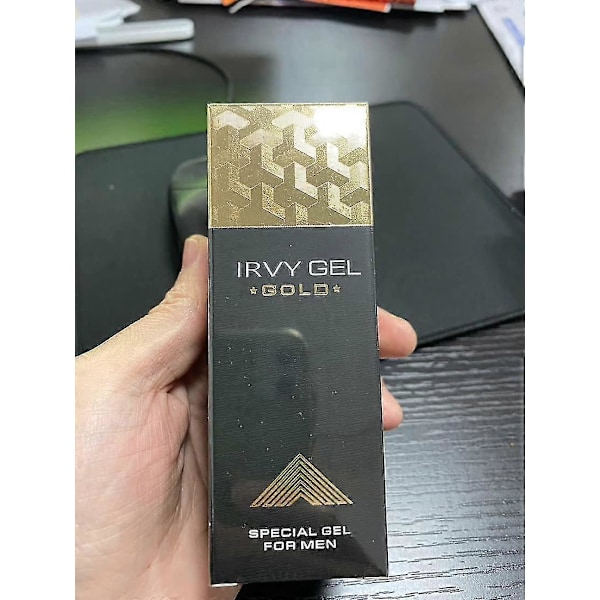 IRVY GEL
★GOLD★
SPECIAL GEL
FOR MEN